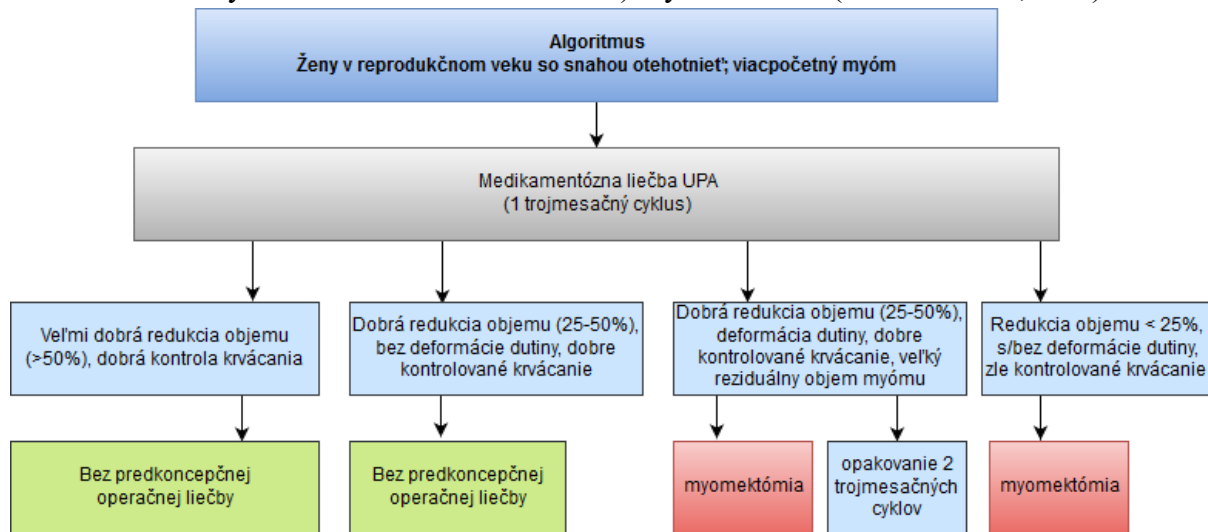 Algoritmus
Ženy v reprodukčnom veku so snahou otehotnieť; viacpočetný myóm
Medikamentózna liečba UPA
(1 trojmesačný cyklus)
Veľmi dobrá redukcia objemu
(>50%), dobrá kontrola krvácania
Dobrá redukcia objemu (25-50%),
bez deformácie dutiny, dobre
kontrolované krvácanie
Dobrá redukcia objemu (25-50%),
deformácia dutiny, dobre
kontrolované krvácanie, veľký
reziduálny objem myómu
Redukcia objemu < 25%,
s/bez deformácie dutiny,
zle kontrolované krvácanie
Bez predkoncepčnej
operačnej liečby
Bez predkoncepčnej
operačnej liečby
myomektómia
opakovanie 2
trojmesačných
cyklov
myomektómia